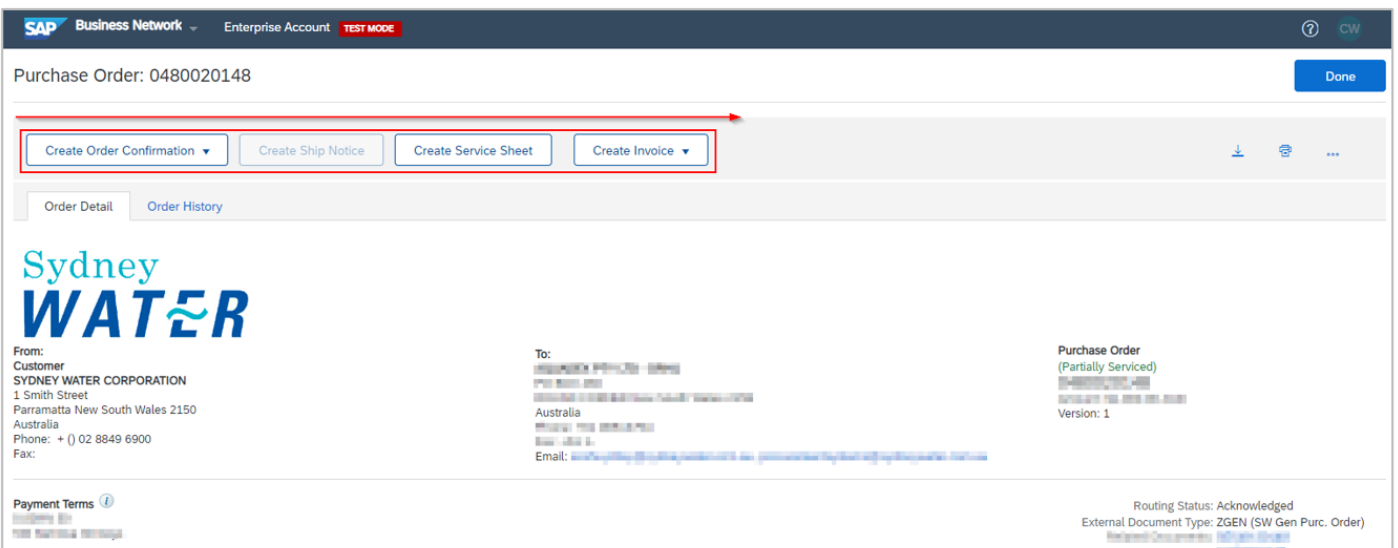 SAP Business Network Enterprise Account TEST MODE CW
Purchase Order: 0480020148 Done
Create Order Confirmation Create Ship Notice Create Service Sheet Create Invoice
Order Detail Order History
Sydney
WATER
From:
Customer
SYDNEY WATER CORPORATION
1 Smith Street
Parramatta New South Wales 2150
Australia
Phone: + () 02 8849 6900
Fax:
To:
Australia
Email:
Purchase Order
(Partially Serviced)
Version: 1
Payment Terms
Routing Status: Acknowledged
External Document Type: ZGEN (SW Gen Purc. Order)